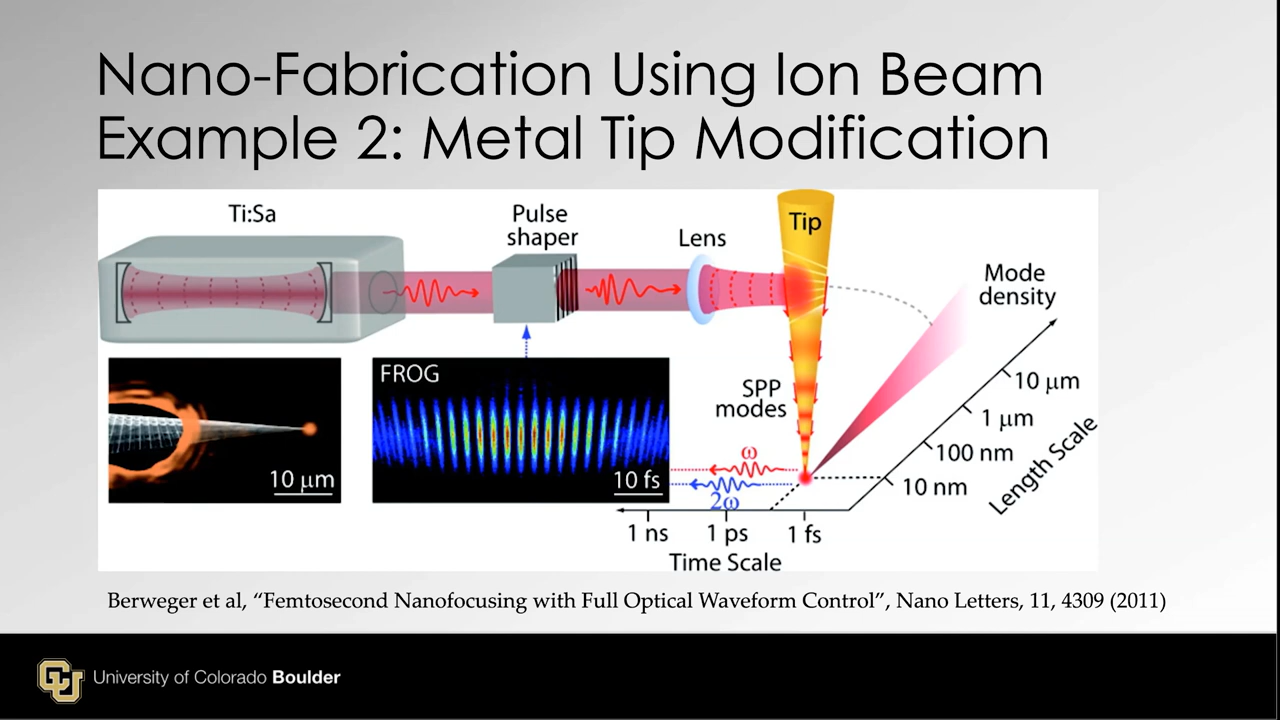 Nano-Fabrication Using Ion Beam
Example 2: Metal Tip Modification
Ti:Sa
Pulse
shaper
Lens
Tip
Mode
density
FROG
SPP
modes
10 μm
10 fs
ω
2ω
10 μm
1 μm
100 nm
10 nm
Length Scale
1 ns
1 ps
1 fs
Time Scale
Berweger et al, “Femtosecond Nanofocusing with Full Optical Waveform Control”, Nano Letters, 11, 4309 (2011)
CU
University of Colorado Boulder